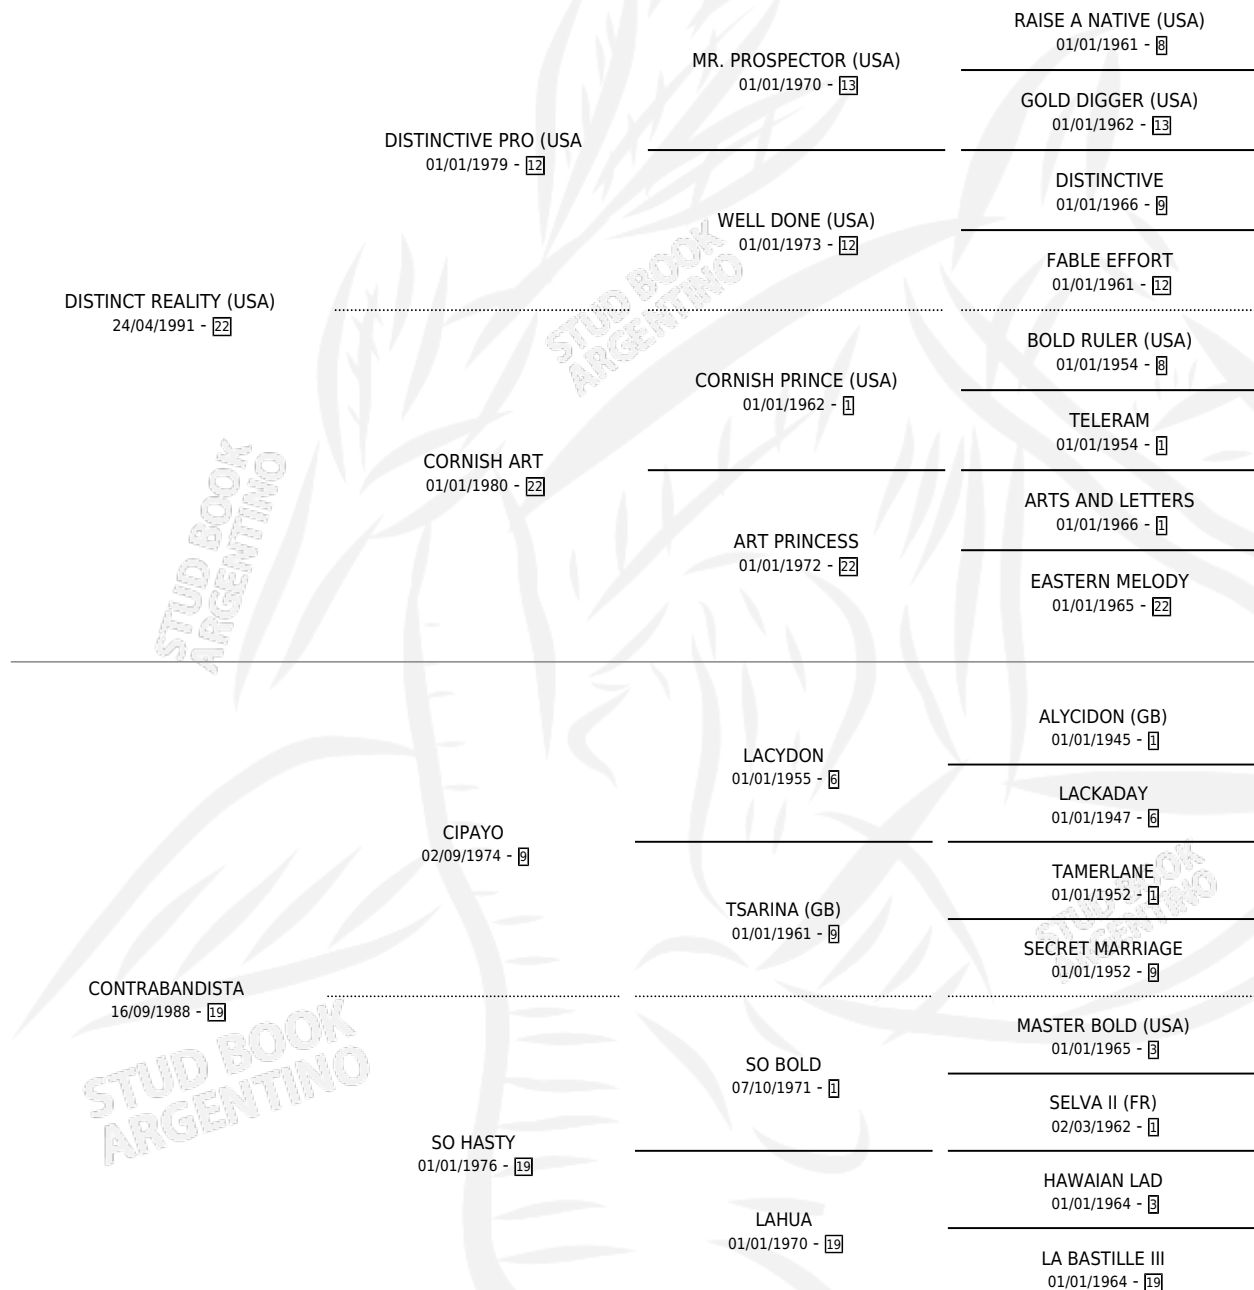 RAISE A NATIVE (USA)
01/01/1961 - 8
MR. PROSPECTOR (USA)
01/01/1970 - 13
GOLD DIGGER (USA)
01/01/1962 - 13
DISTINCTIVE PRO (USA
01/01/1979 - 12
DISTINCTIVE
01/01/1966 - 9
WELL DONE (USA)
01/01/1973 - 12
FABLE EFFORT
01/01/1961 - 12
DISTINCT REALITY (USA)
24/04/1991 - 22
BOLD RULER (USA)
01/01/1954 - 8
CORNISH PRINCE (USA)
01/01/1962 - 1
TELERAM
01/01/1954 - 1
CORNISH ART
01/01/1980 - 22
ARTS AND LETTERS
01/01/1966 - 1
ART PRINCESS
01/01/1972 - 22
EASTERN MELODY
01/01/1965 - 22
ALYCIDON (GB)
01/01/1945 - 1
LACYDON
01/01/1955 - 6
LACKADAY
01/01/1947 - 6
CIPAYO
02/09/1974 - 9
TAMERLANE
01/01/1952 - 1
TSARINA (GB)
01/01/1961 - 9
SECRET MARRIAGE
01/01/1952 - 9
CONTRABANDISTA
16/09/1988 - 19
MASTER BOLD (USA)
01/01/1965 - 3
SO BOLD
07/10/1971 - 1
SELVA II (FR)
02/03/1962 - 1
SO HASTY
01/01/1976 - 19
HAWAIAN LAD
01/01/1964 - 3
LAHUA
01/01/1970 - 19
LA BASTILLE III
01/01/1964 - 19
STUD BOOK
ARGENTINO
STUD BOOK
ARGENTINO
STUD BOOK
ARGENTINO
STUD BOOK
ARGENTINO